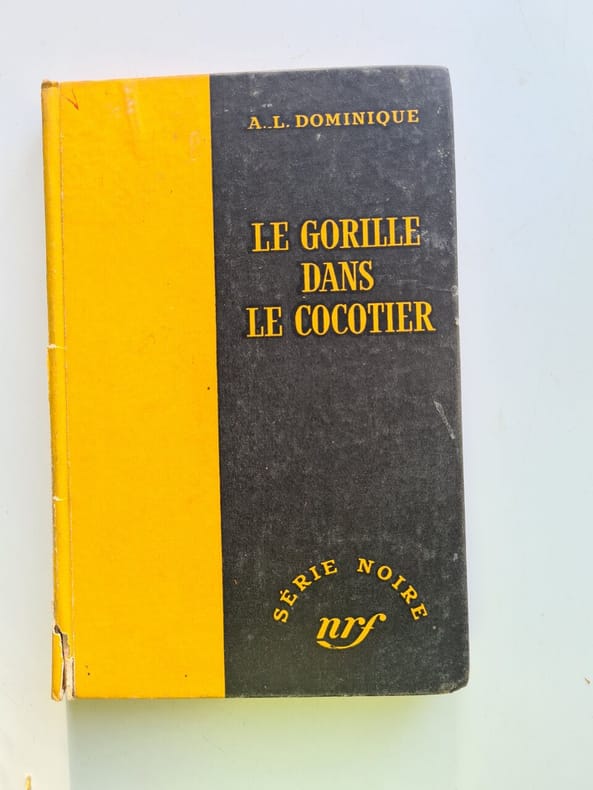 A. L. DOMINIQUE
LE GORILLE
DANS
LE COCOTIER
SÉRIE NOIRE
nrf